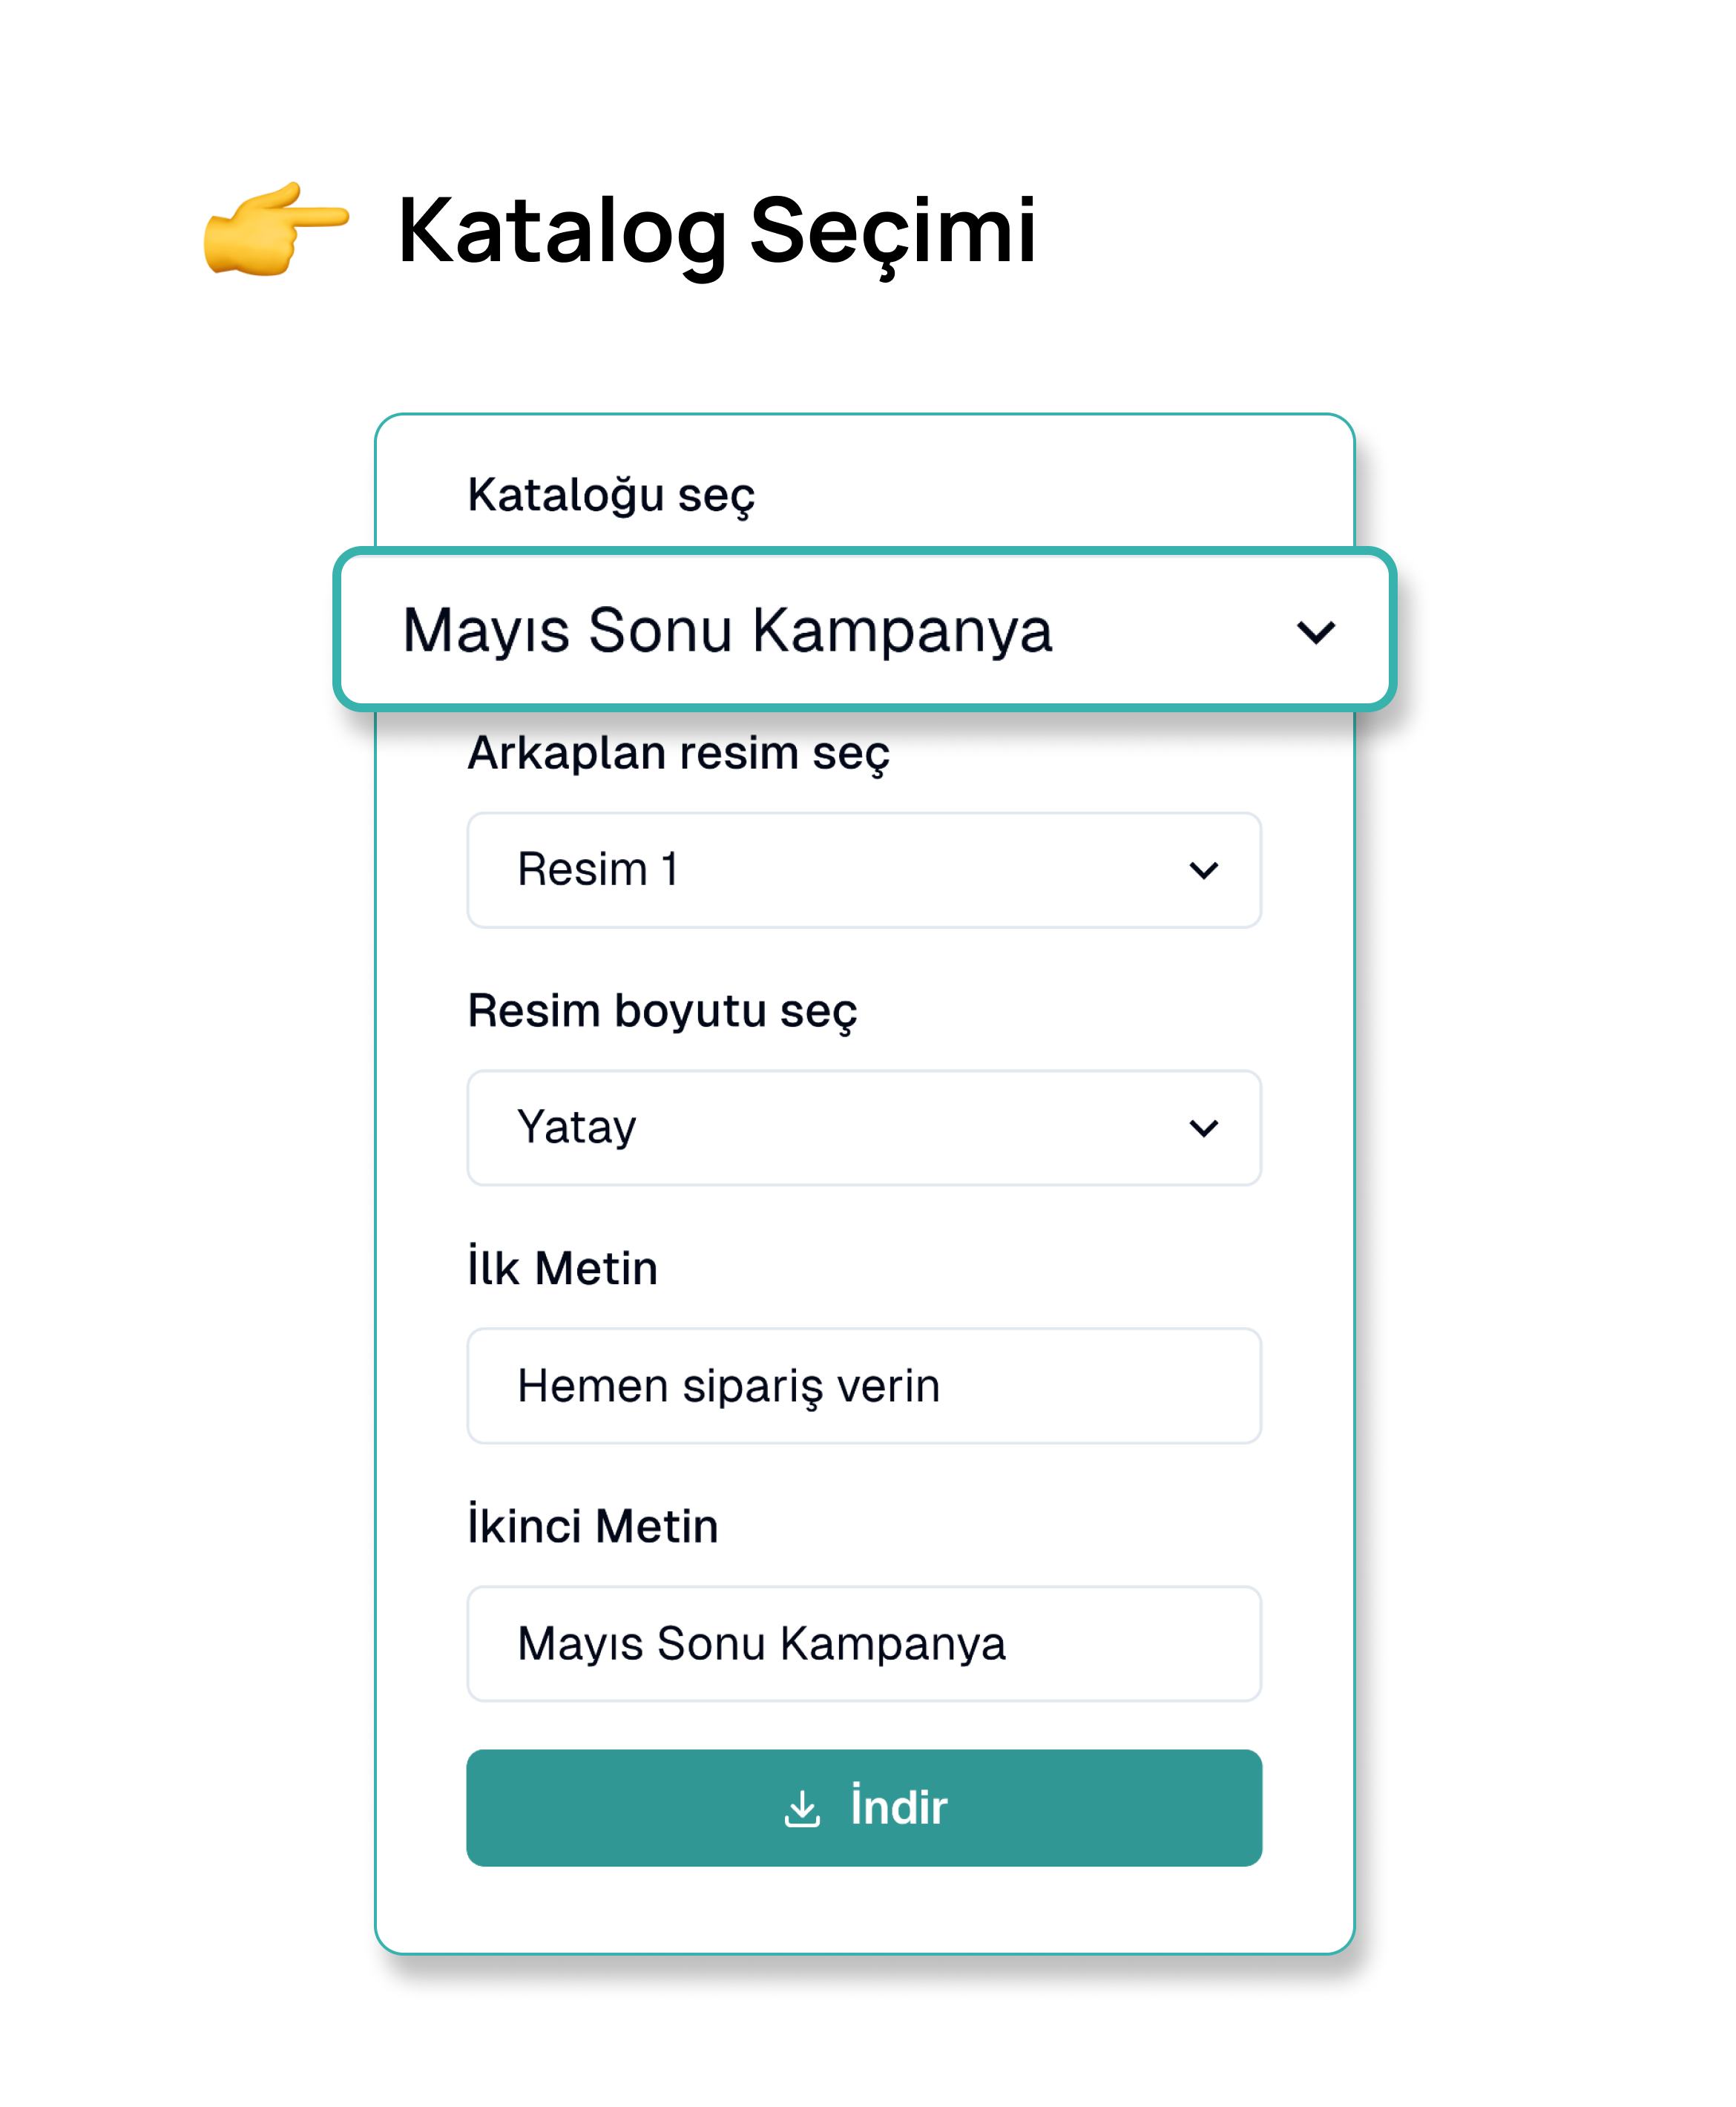 Katalog Seçimi
Kataloğu seç
Mayıs Sonu Kampanya
Arkaplan resim seç
Resim 1
Resim boyutu seç
Yatay
İlk Metin
Hemen sipariş verin
İkinci Metin
Mayıs Sonu Kampanya
İndir